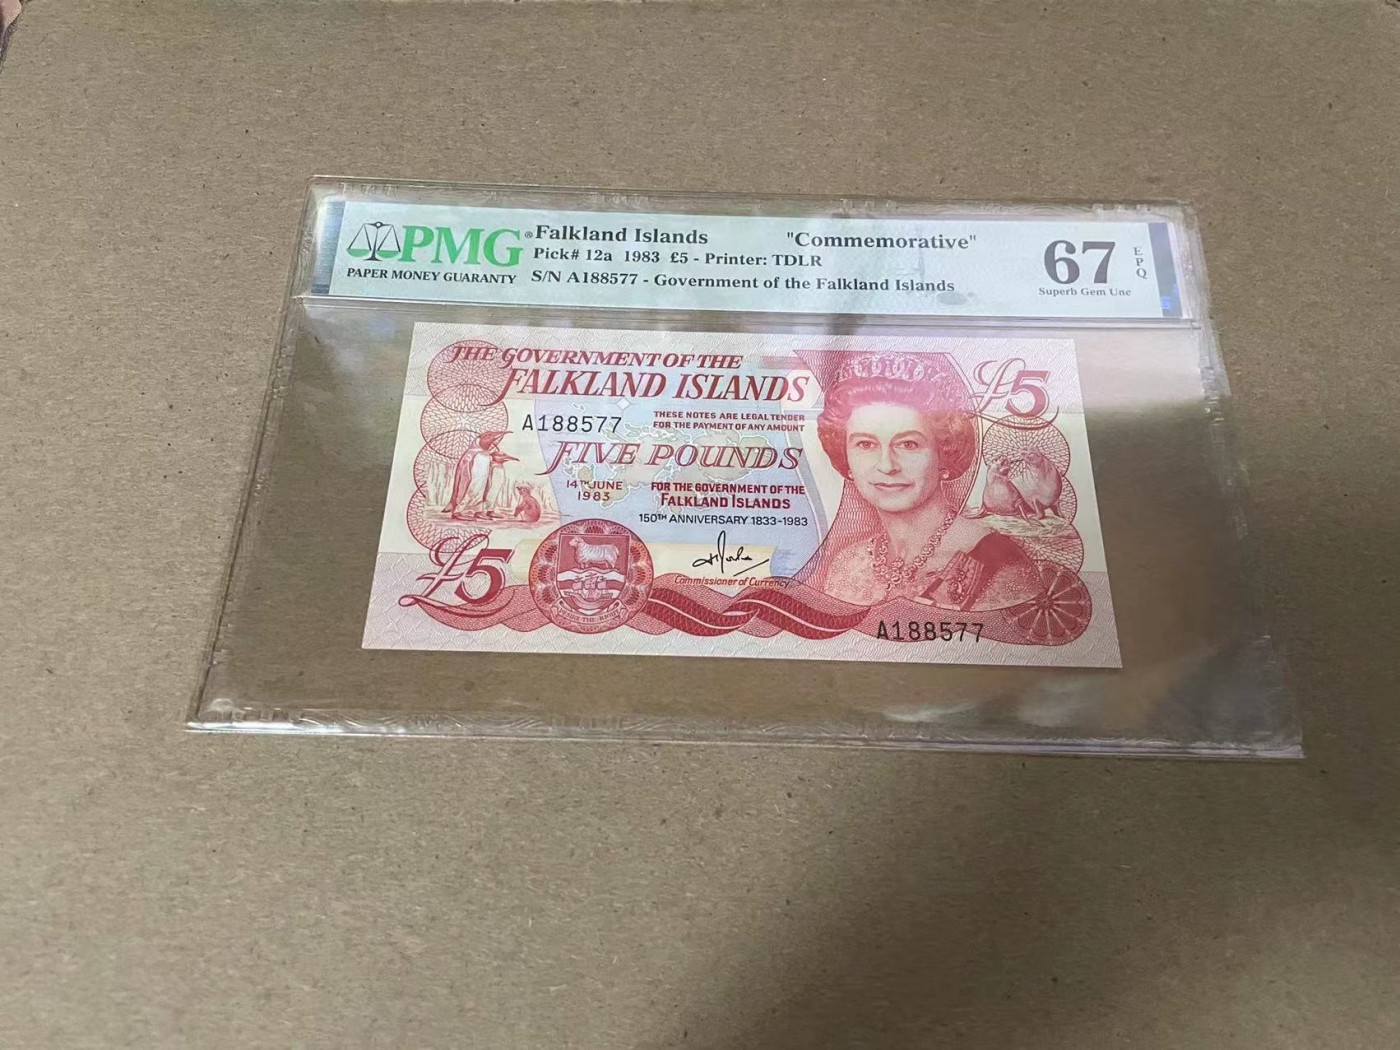 PMG® Falkland Islands "Commemorative" 67 EPQ
Pick# 12a 1983 £5 - Printer: TDLR
PAPER MONEY GUARANTY S/N A188577 - Government of the Falkland Islands Superb Gem Unc
THE GOVERNMENT OF THE
FALKLAND ISLANDS
£5
A188577
THESE NOTES ARE LEGAL TENDER
FOR THE PAYMENT OF ANY AMOUNT
FIVE POUNDS
14TH JUNE
1983
FOR THE GOVERNMENT OF THE
FALKLAND ISLANDS
150TH ANNIVERSARY 1833-1983
£5
Commissioner of Currency
A188577